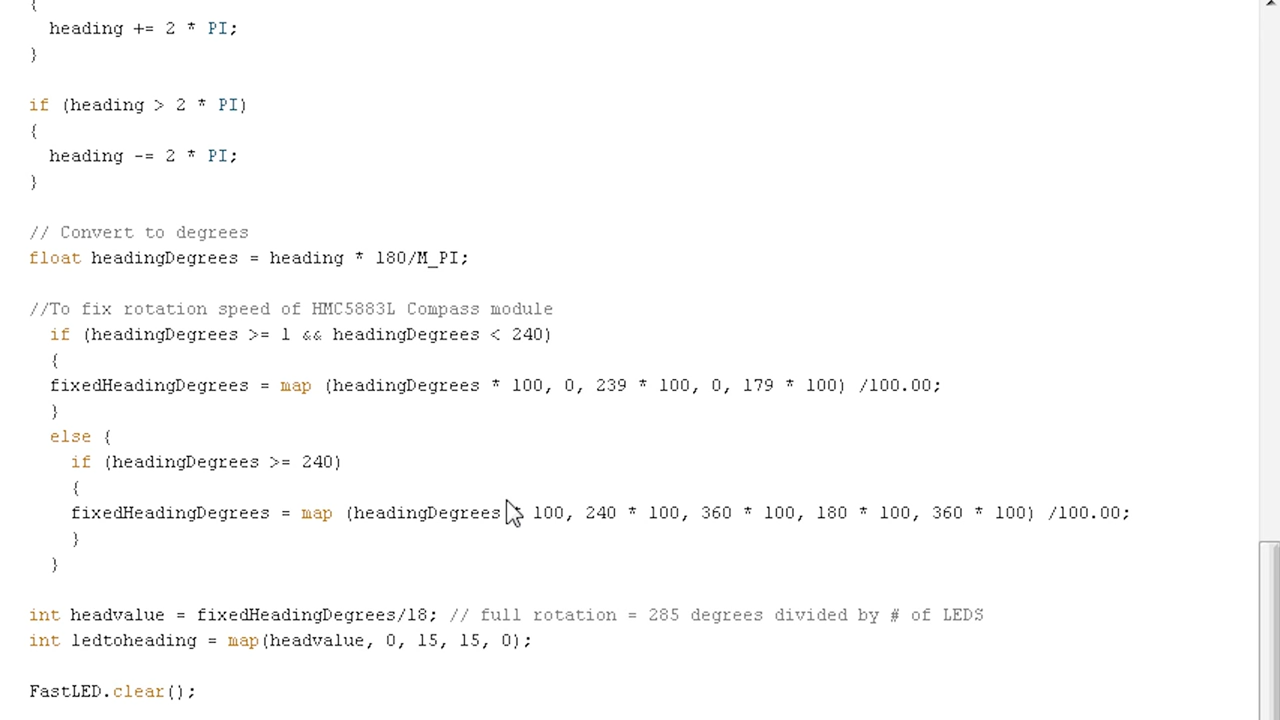 {
heading += 2 * PI;
}
if (heading > 2 * PI)
{
heading -= 2 * PI;
}
// Convert to degrees
float headingDegrees = heading * 180/M_PI;
//To fix rotation speed of HMC5883L Compass module
if (headingDegrees >= 1 && headingDegrees < 240)
{
fixedHeadingDegrees = map (headingDegrees * 100, 0, 239 * 100, 0, 179 * 100) /100.00;
}
else {
if (headingDegrees >= 240)
{
fixedHeadingDegrees = map (headingDegrees * 100, 240 * 100, 360 * 100, 180 * 100, 360 * 100) /100.00;
}
}
int headvalue = fixedHeadingDegrees/18; // full rotation = 285 degrees divided by # of LEDS
int ledtoheading = map(headvalue, 0, 15, 15, 0);
FastLED.clear();